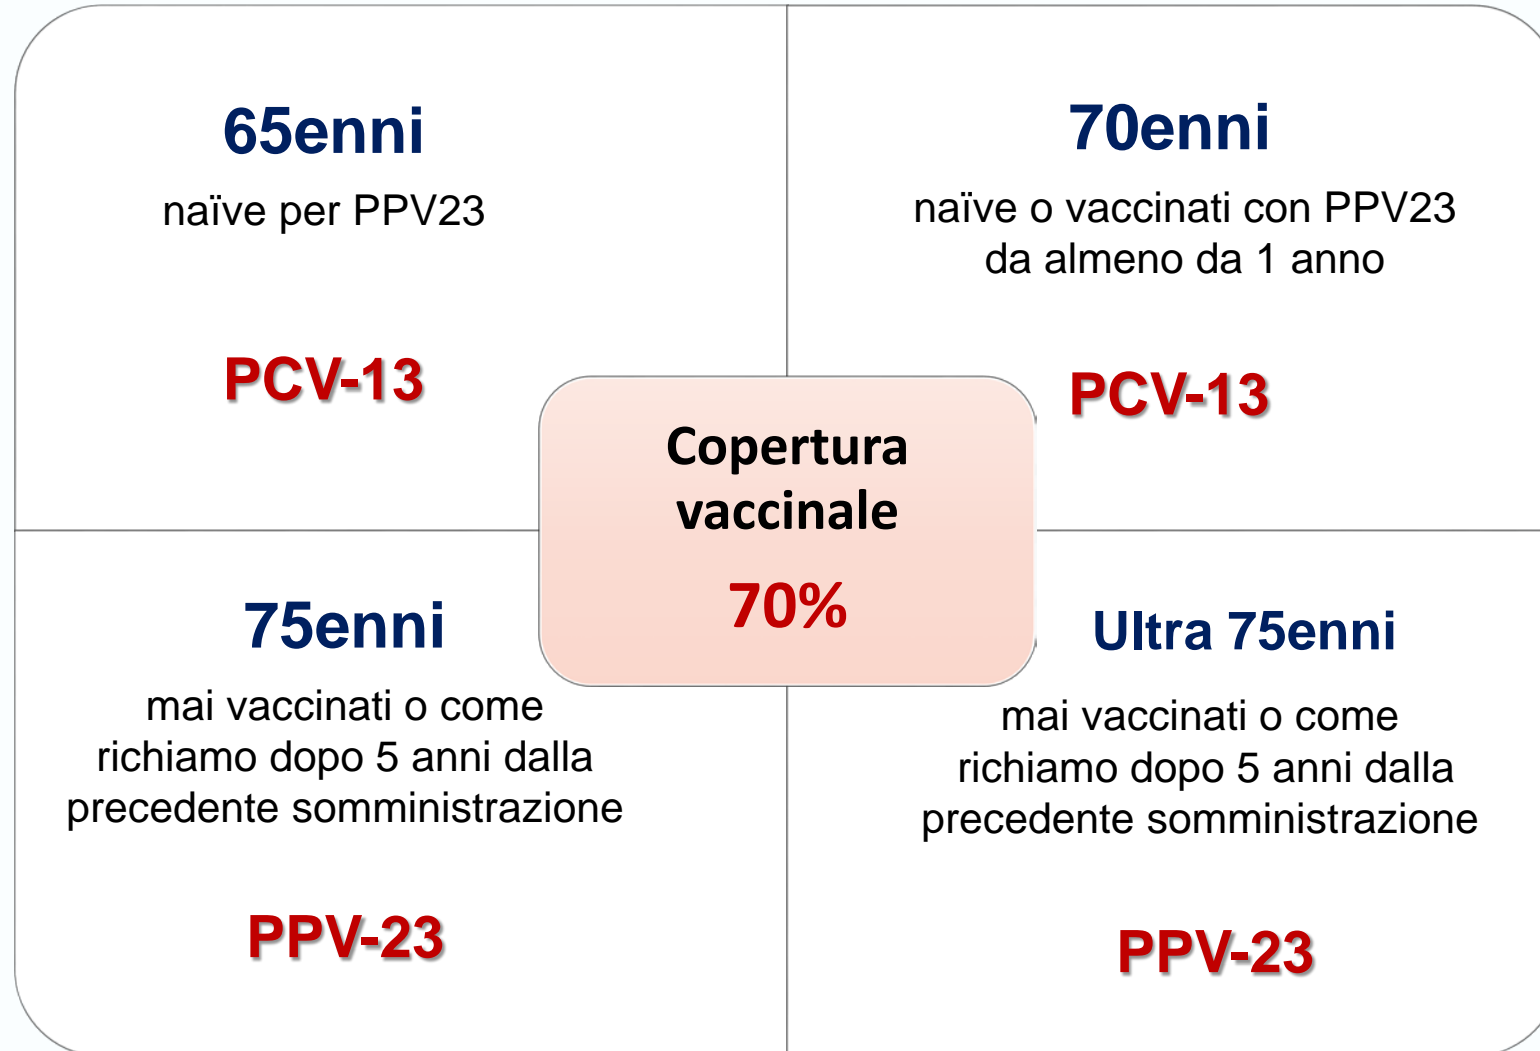 65enni
naïve per PPV23
PCV-13
70enni
naïve o vaccinati con PPV23
da almeno da 1 anno
PCV-13
Copertura
vaccinale
70%
75enni
mai vaccinati o come
richiamo dopo 5 anni dalla
precedente somministrazione
PPV-23
Ultra 75enni
mai vaccinati o come
richiamo dopo 5 anni dalla
precedente somministrazione
PPV-23